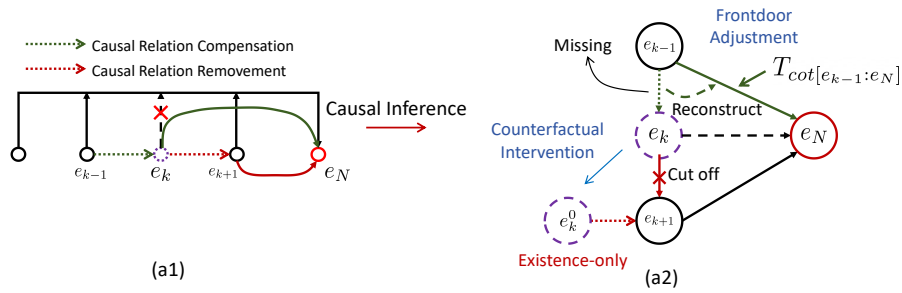 Causal Relation Compensation
Causal Relation Removement
Causal Inference
e_{k-1}
e_k
e_{k+1}
e_N
(a1)
Frontdoor
Adjustment
Missing
e_{k-1}
T_{cot[e_{k-1}:e_N]}
Reconstruct
Counterfactual
Intervention
e_k
e_N
Cut off
e_k^0
e_{k+1}
Existence-only
(a2)